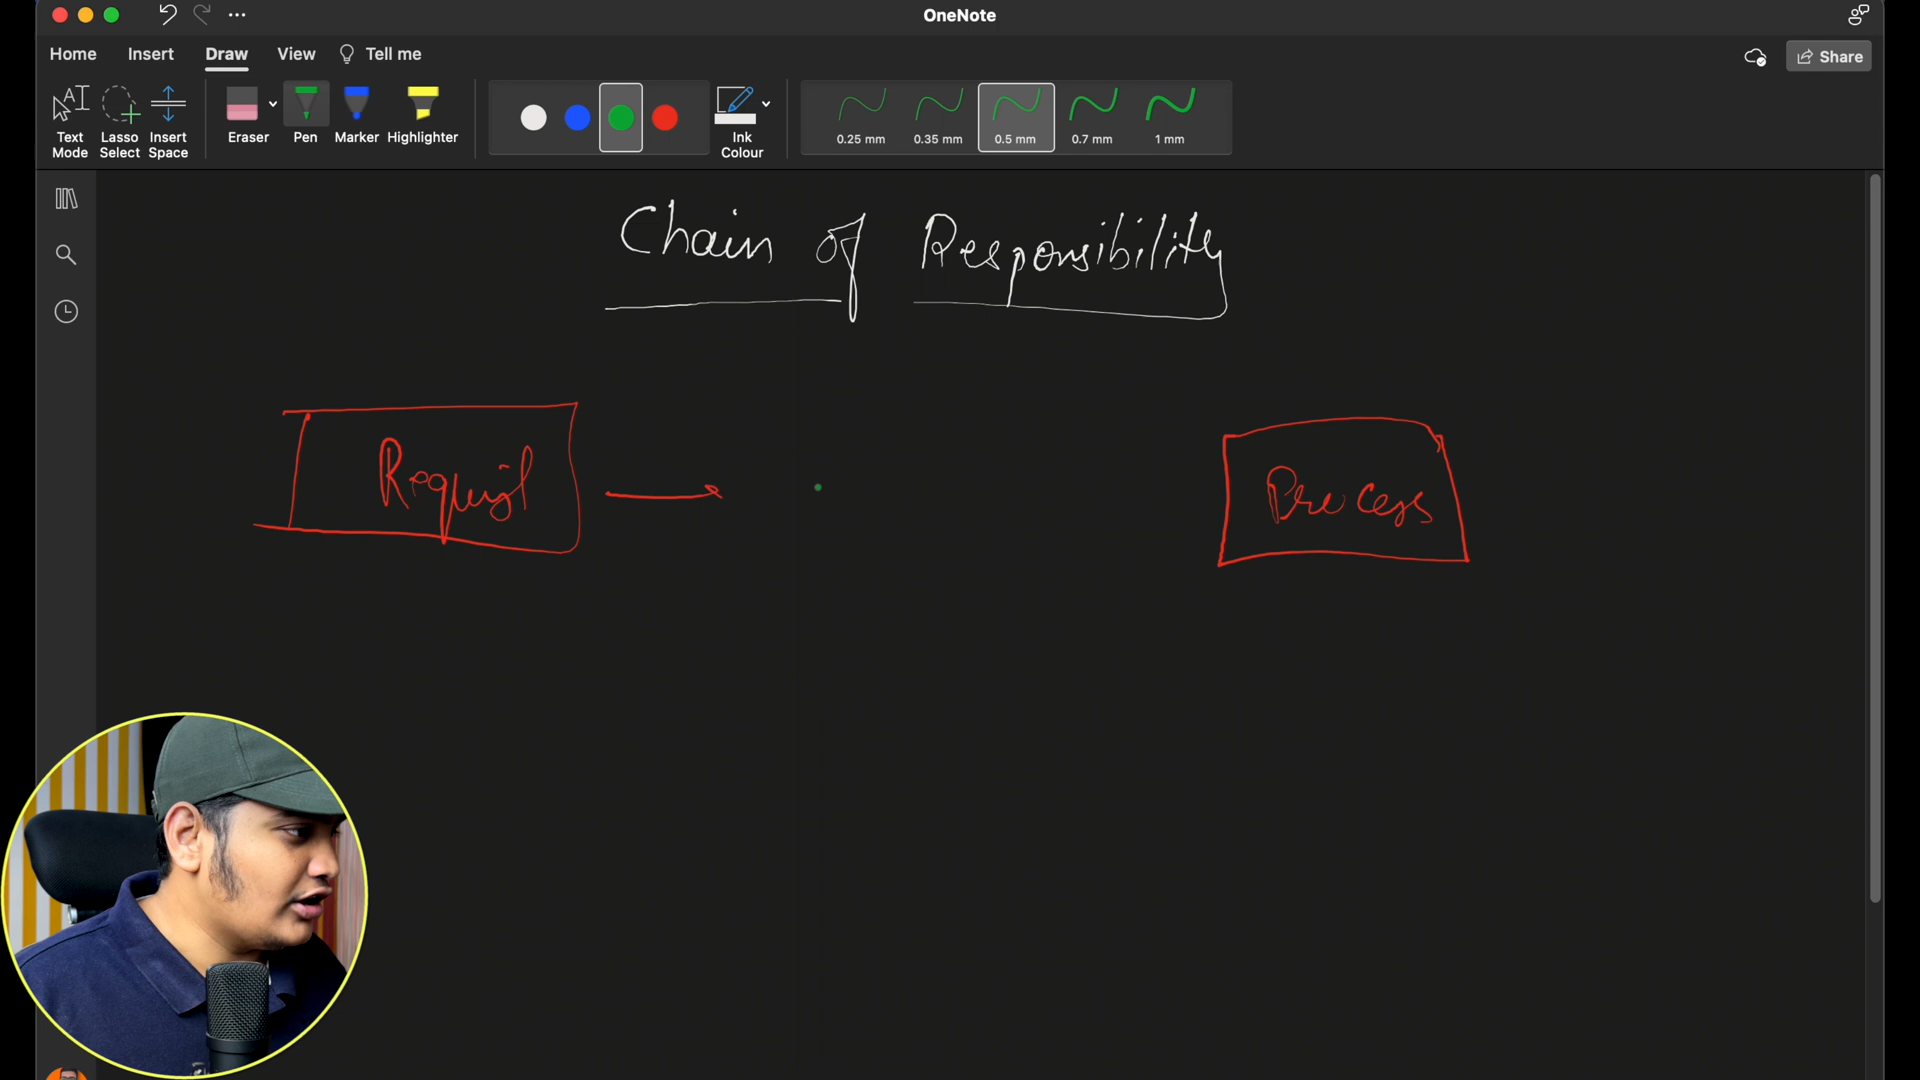 OneNote
Home Insert Draw View Tell me
Share
Text Mode
Lasso Select
Insert Space
Eraser
Pen
Marker
Highlighter
Ink Colour
0.25 mm
0.35 mm
0.5 mm
0.7 mm
1 mm
Chain of Responsibility
Request
Process